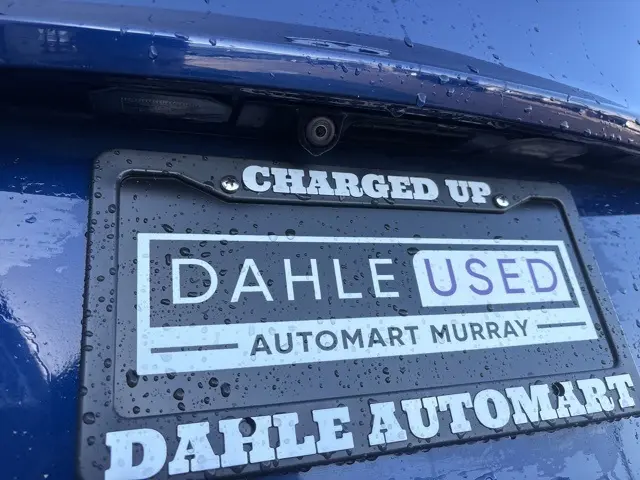 CHARGED UP
DAHLE USED
AUTOMART MURRAY
DAHLE AUTOMART